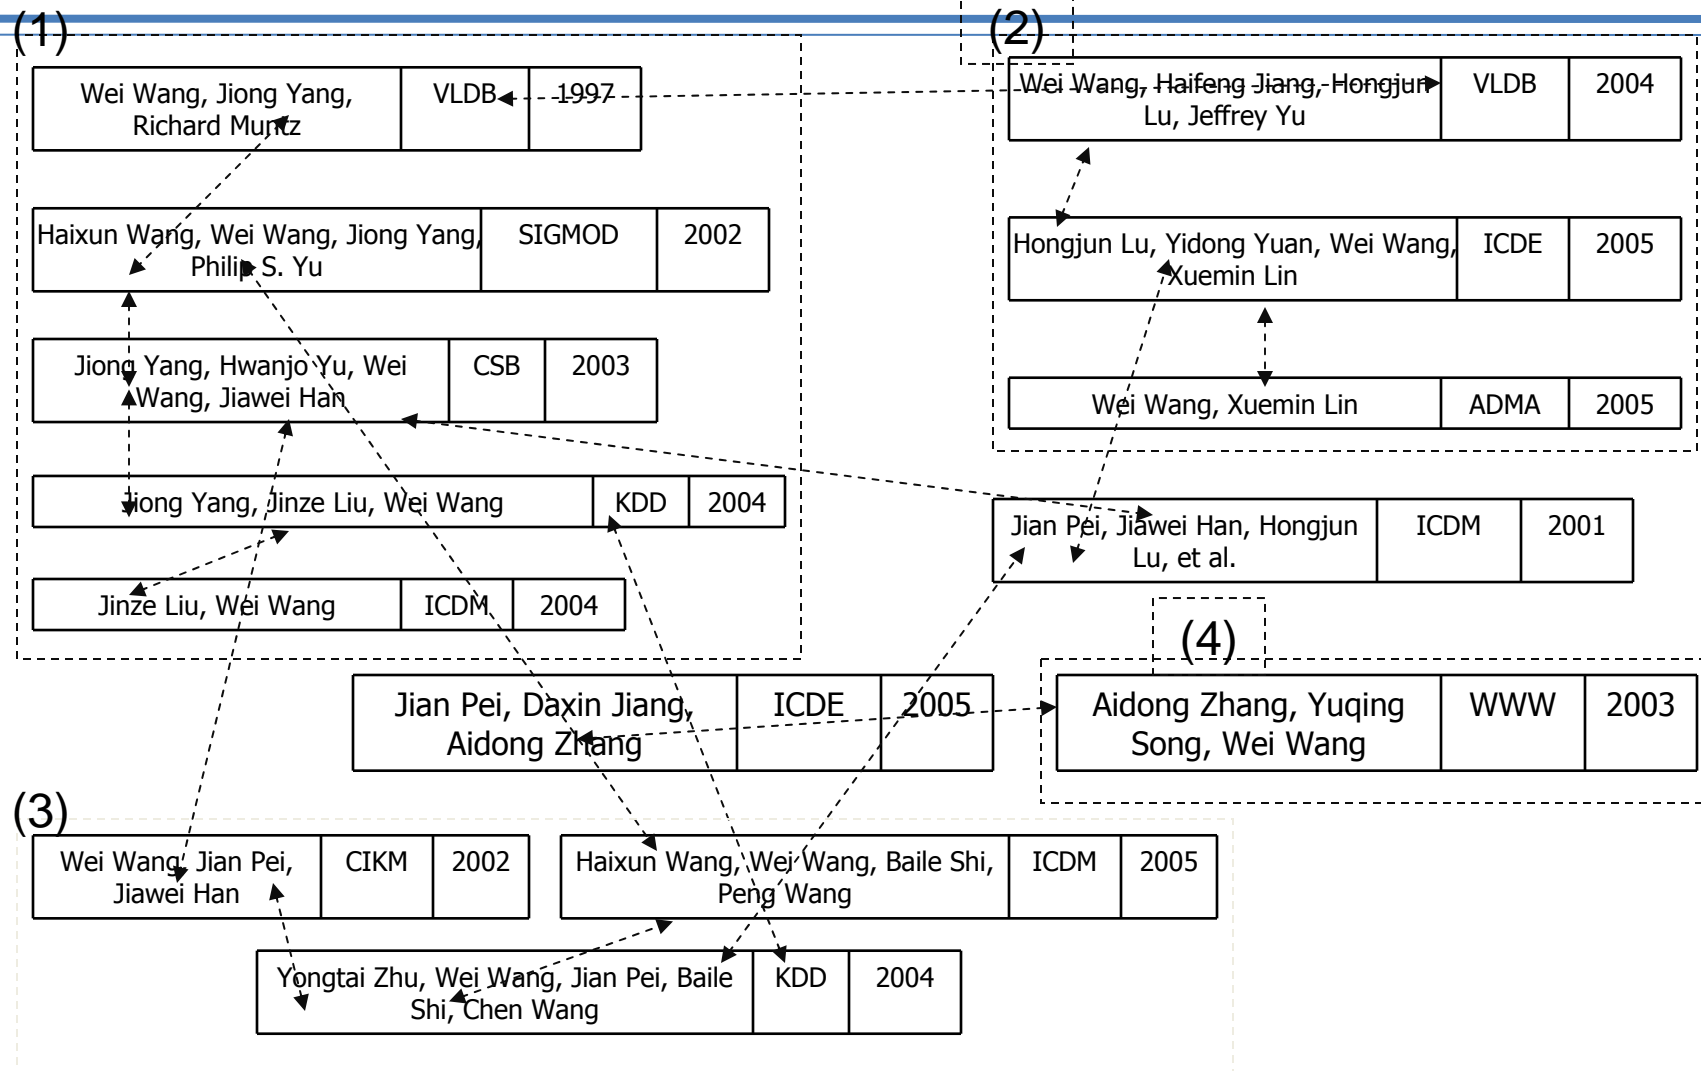 (1)
Wei Wang, Jiong Yang, Richard Muntz VLDB 1997
Haixun Wang, Wei Wang, Jiong Yang, Philip S. Yu SIGMOD 2002
Jiong Yang, Hwanjo Yu, Wei Wang, Jiawei Han CSB 2003
Jiong Yang, Jinze Liu, Wei Wang KDD 2004
Jinze Liu, Wei Wang ICDM 2004
(2)
Wei Wang, Haifeng Jiang, Hongjun Lu, Jeffrey Yu VLDB 2004
Hongjun Lu, Yidong Yuan, Wei Wang, Xuemin Lin ICDE 2005
Wei Wang, Xuemin Lin ADMA 2005
Jian Pei, Jiawei Han, Hongjun Lu, et al. ICDM 2001
(4)
Jian Pei, Daxin Jiang, Aidong Zhang ICDE 2005
Aidong Zhang, Yuqing Song, Wei Wang WWW 2003
(3)
Wei Wang, Jian Pei, Jiawei Han CIKM 2002
Haixun Wang, Wei Wang, Baile Shi, Peng Wang ICDM 2005
Yongtai Zhu, Wei Wang, Jian Pei, Baile Shi, Chen Wang KDD 2004